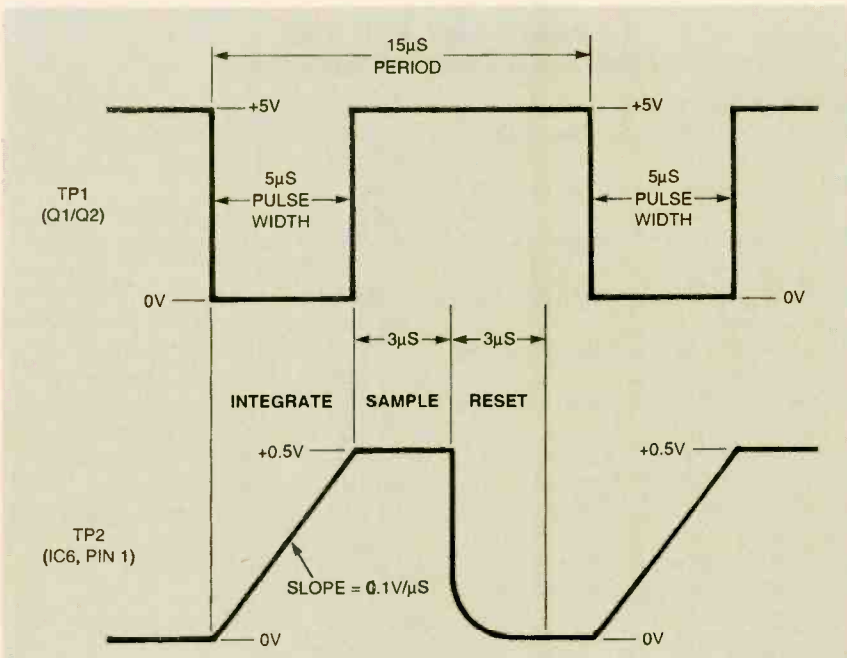 15µS
PERIOD
+5V
+5V
TP1
(Q1/Q2)
5µS
PULSE
WIDTH
5µS
PULSE
WIDTH
0V
0V
3µS
3µS
INTEGRATE
SAMPLE
RESET
+0.5V
+0.5V
TP2
(IC6, PIN 1)
SLOPE = 0.1V/µS
0V
0V